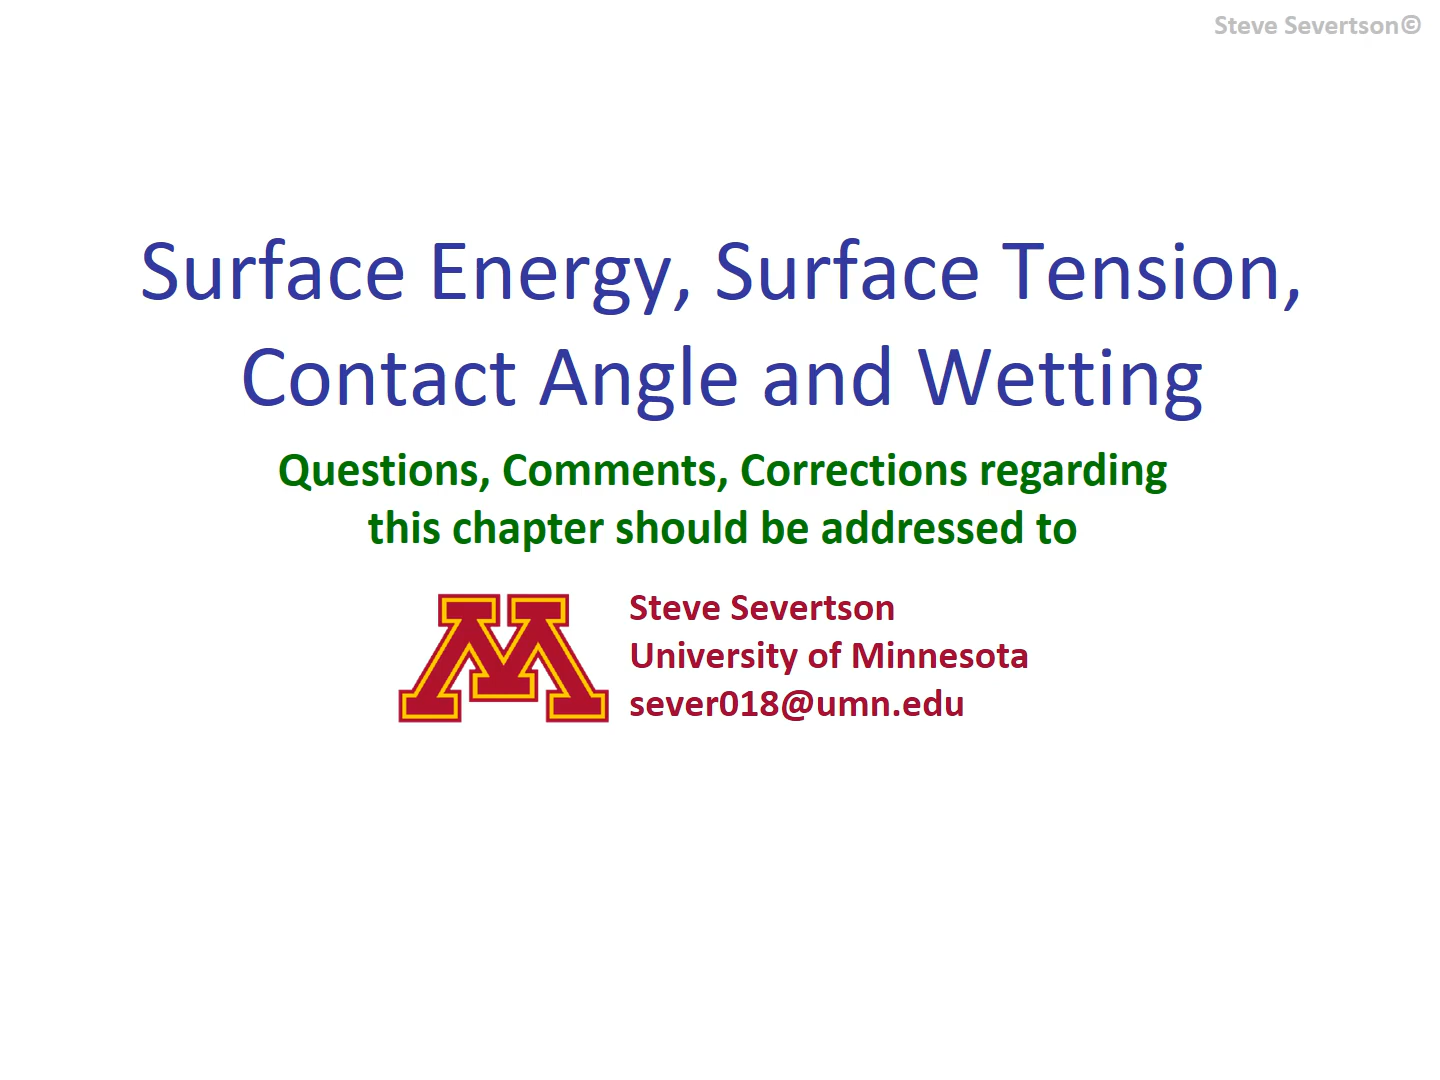 Steve Severtson©
Surface Energy, Surface Tension,
Contact Angle and Wetting
Questions, Comments, Corrections regarding
this chapter should be addressed to
Steve Severtson
University of Minnesota
sever018@umn.edu